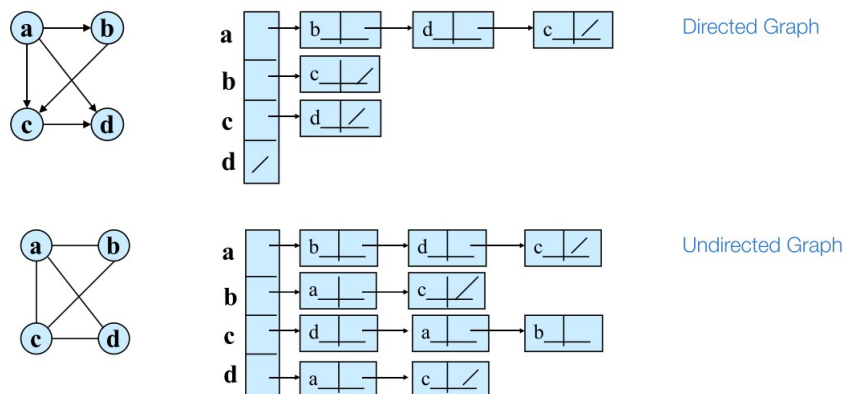 a b
c d
a b d c
b c
c d
d
Directed Graph
a b
c d
a b d c
b a c
c d a b
d a c
Undirected Graph